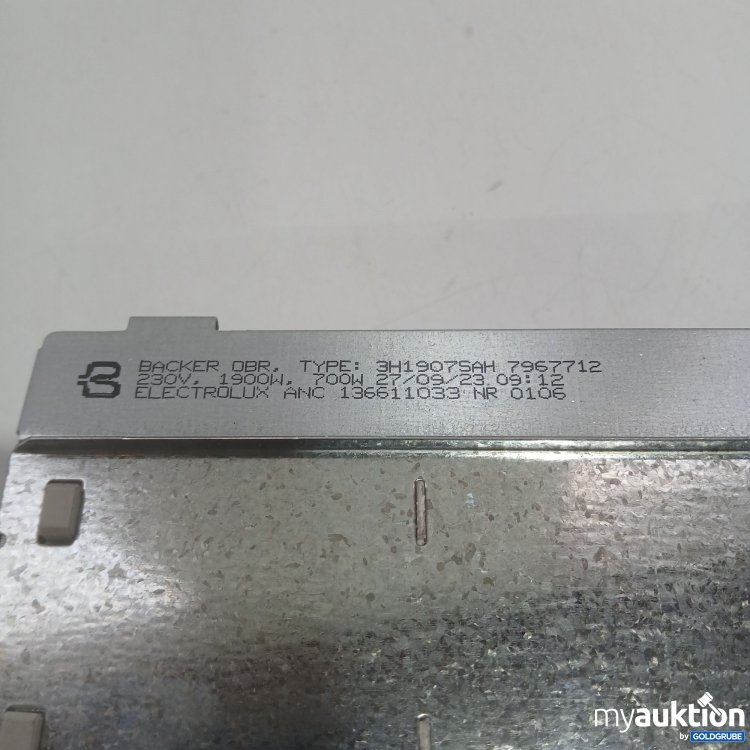 BACKER OBR, TYPE: 3H19075AH 7967712
230V, 1900W, 700W 27/09/23 09:12
ELECTROLUX ANC 136611033 NR 0106
myauktion
by GOLDGRUBE